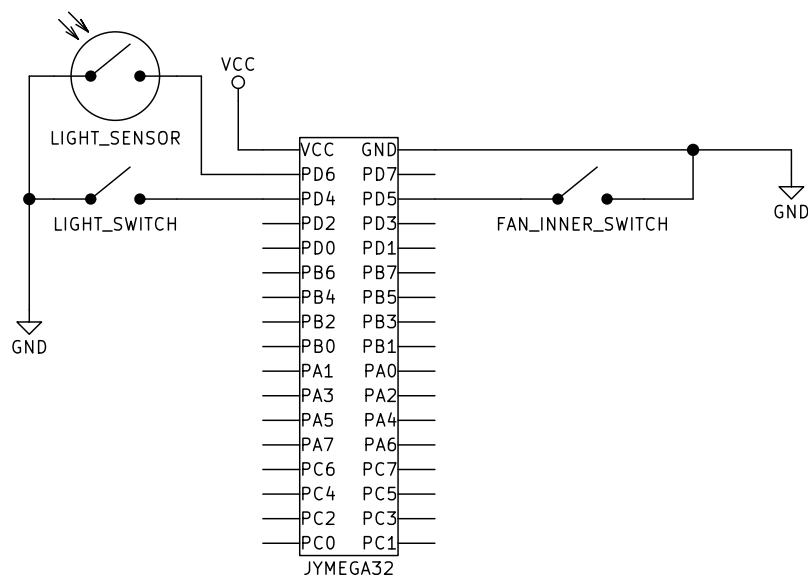 VCC
LIGHT_SENSOR
VCC GND
PD6 PD7
PD4 PD5
LIGHT_SWITCH
FAN_INNER_SWITCH
GND
PD2 PD3
PD0 PD1
PB6 PB7
PB4 PB5
PB2 PB3
GND
PB0 PB1
PA1 PA0
PA3 PA2
PA5 PA4
PA7 PA6
PC6 PC7
PC4 PC5
PC2 PC3
PC0 PC1
JYMEGA32